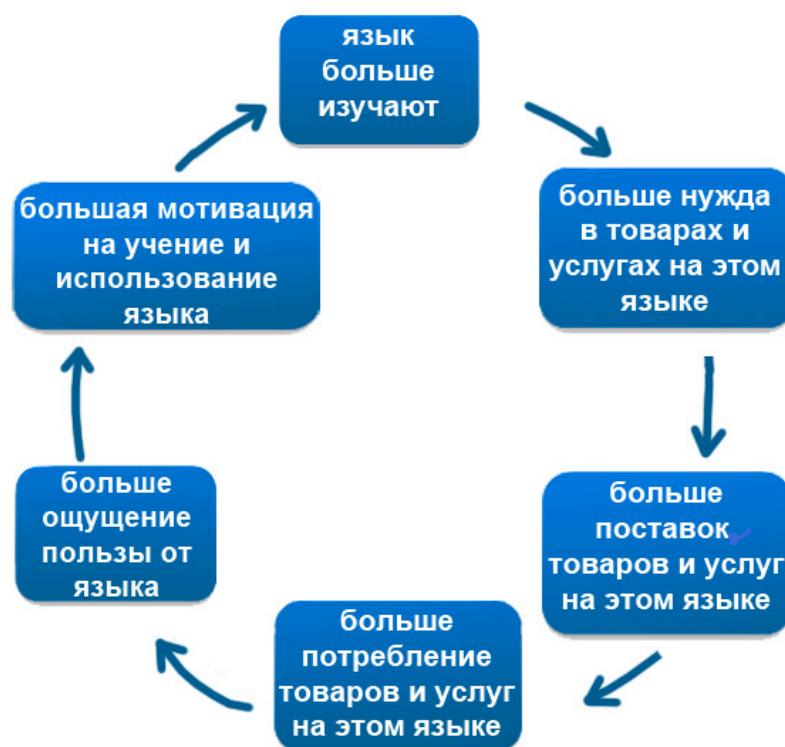 язык
больше
изучают
больше нужда
в товарах и
услугах на этом
языке
больше
поставок
товаров и услуг
на этом языке
больше
потребление
товаров и услуг
на этом языке
больше
ощущение
пользы от
языка
большая мотивация
на учение и
использование
языка